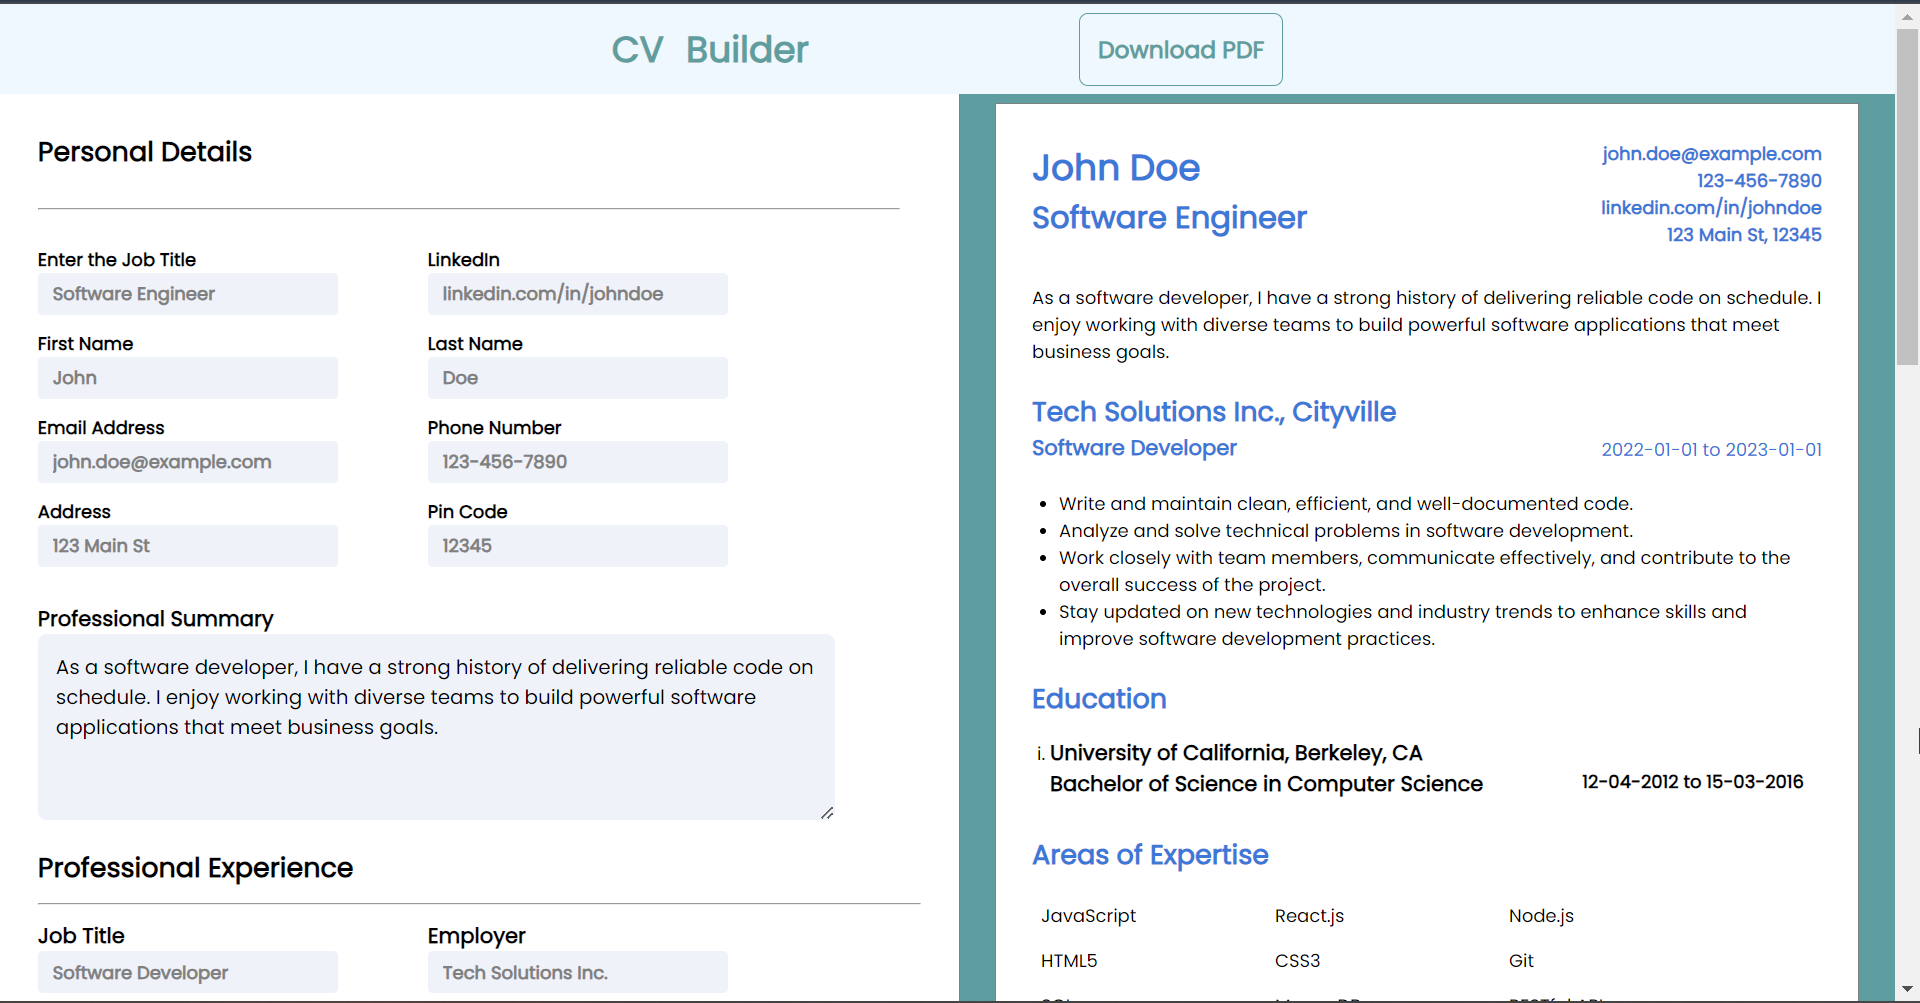 CV Builder
Download PDF
Personal Details
Enter the Job Title
LinkedIn
Software Engineer
linkedin.com/in/johndoe
First Name
Last Name
John
Doe
Email Address
Phone Number
john.doe@example.com
123-456-7890
Address
Pin Code
123 Main St
12345
Professional Summary
As a software developer, I have a strong history of delivering reliable code on
schedule. I enjoy working with diverse teams to build powerful software
applications that meet business goals.
Professional Experience
Job Title
Employer
Software Developer
Tech Solutions Inc.
John Doe
Software Engineer
john.doe@example.com
123-456-7890
linkedin.com/in/johndoe
123 Main St, 12345
As a software developer, I have a strong history of delivering reliable code on schedule. I
enjoy working with diverse teams to build powerful software applications that meet
business goals.
Tech Solutions Inc., Cityville
Software Developer
2022-01-01 to 2023-01-01
• Write and maintain clean, efficient, and well-documented code.
• Analyze and solve technical problems in software development.
• Work closely with team members, communicate effectively, and contribute to the
overall success of the project.
• Stay updated on new technologies and industry trends to enhance skills and
improve software development practices.
Education
i. University of California, Berkeley, CA
Bachelor of Science in Computer Science
12-04-2012 to 15-03-2016
Areas of Expertise
JavaScript
React.js
Node.js
HTML5
CSS3
Git